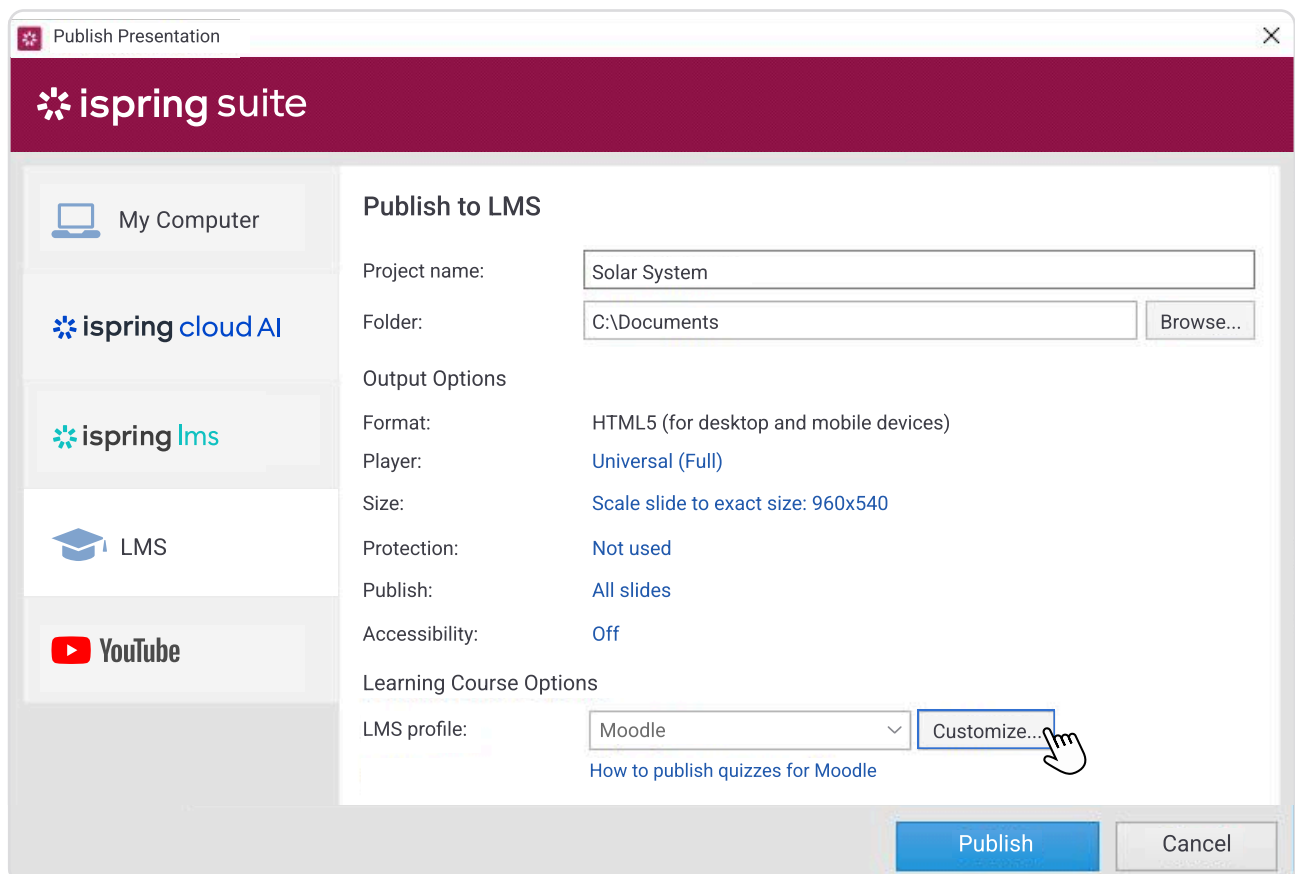 Publish Presentation
ispring suite
My Computer
ispring cloud AI
ispring lms
LMS
YouTube
Publish to LMS
Project name: Solar System
Folder: C:\Documents Browse...
Output Options
Format: HTML5 (for desktop and mobile devices)
Player: Universal (Full)
Size: Scale slide to exact size: 960x540
Protection: Not used
Publish: All slides
Accessibility: Off
Learning Course Options
LMS profile: Moodle Customize...
How to publish quizzes for Moodle
Publish Cancel